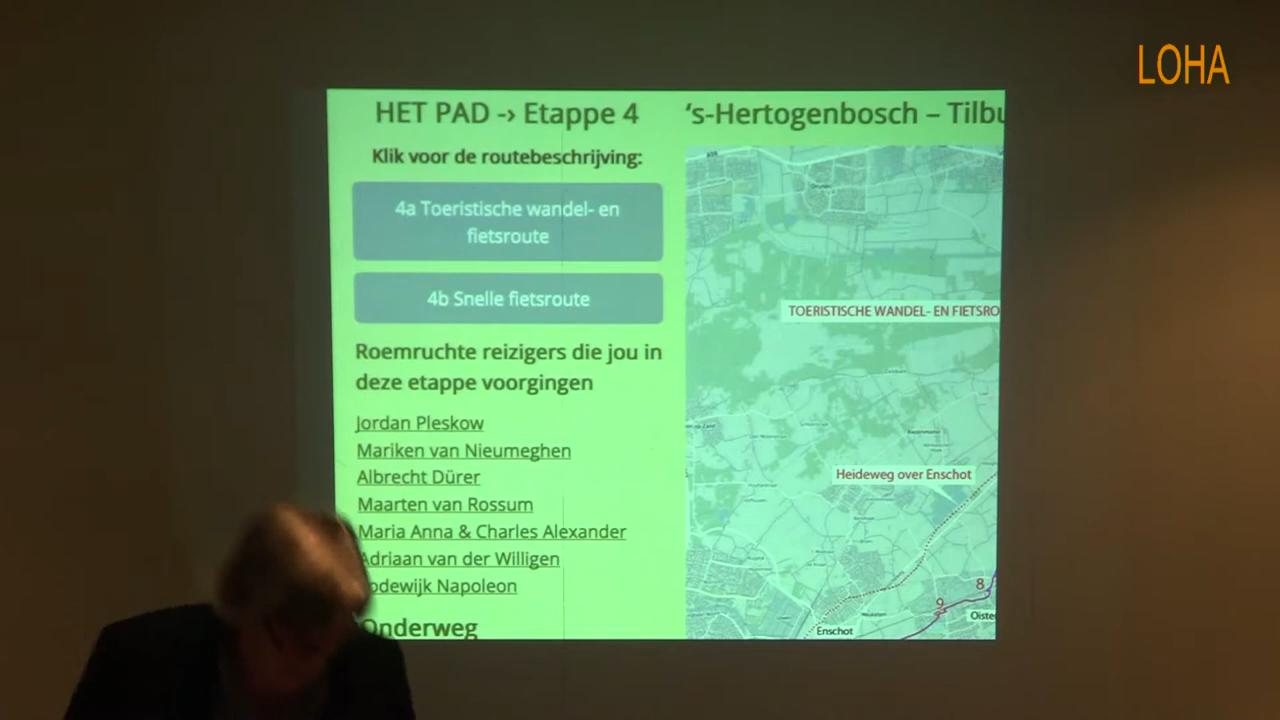 LOHA
HET PAD -> Etappe 4
's-Hertogenbosch – Tilbu
Klik voor de routebeschrijving:
4a Toeristische wandel- en
fietsroute
4b Snelle fietsroute
Roemruchte reizigers die jou in
deze etappe voorgingen
Jordan Pleskow
Mariken van Nieumeghen
Albrecht Dürer
Maarten van Rossum
Maria Anna & Charles Alexander
Adriaan van der Willigen
odewijk Napoleon
Onderweg
TOERISTISCHE WANDEL- EN FIETSRO
Heideweg over Enschot
8
9
Oiste
Enschot